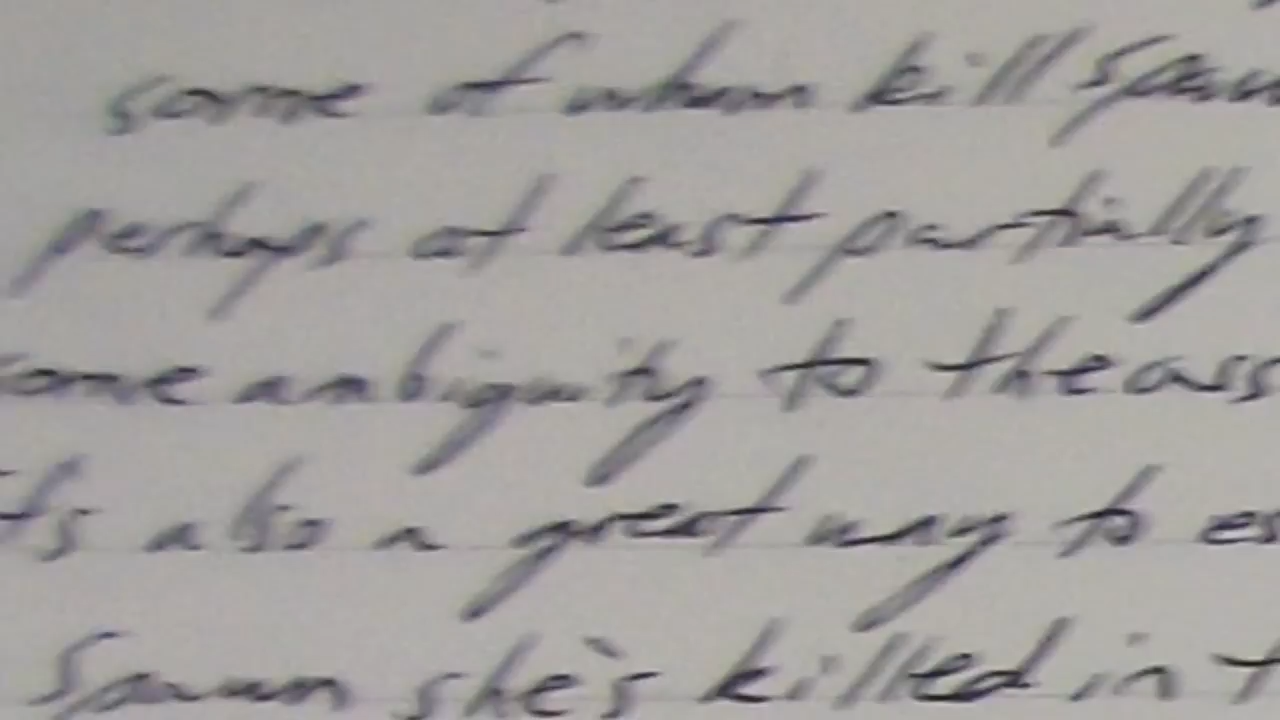 some of whom kill Spawn
perhaps at least partially
some ambiguity to the ass
it's also a great way to es
Spawn she's killed in t